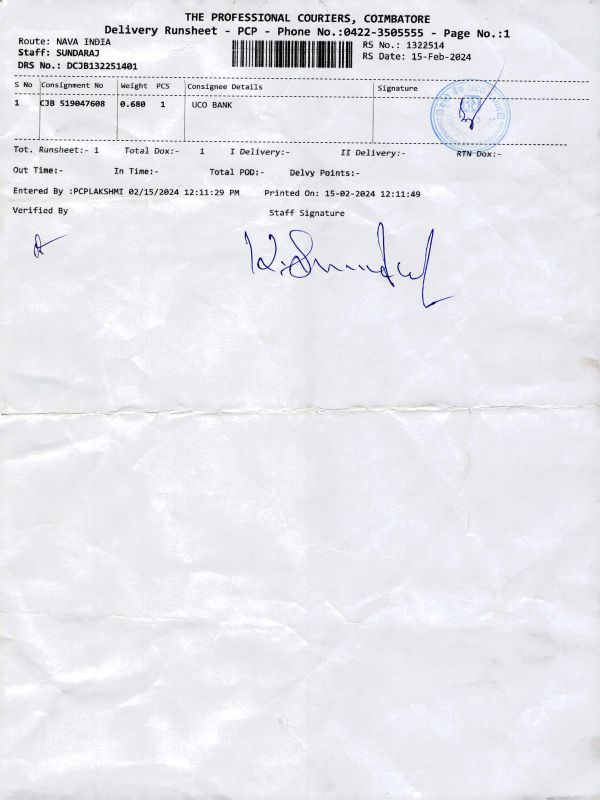 THE PROFESSIONAL COURIERS, COIMBATORE
Delivery Runsheet - PCP - Phone No.:0422-3505555 - Page No.:1
Route: NAVA INDIA
RS No.: 1322514
Staff: SUNDARAJ
RS Date: 15-Feb-2024
DRS No.: DCJB132251401
S No Consignment No Weight PCS Consignee Details Signature
1 CJB 519047608 0.680 1 UCO BANK
Tot. Runsheet:- 1 Total Dox:- 1 I Delivery:- II Delivery:- RTN Dox:-
Out Time:- In Time:- Total POD:- Delvy Points:-
Entered By :PCPLAKSHMI 02/15/2024 12:11:29 PM Printed On: 15-02-2024 12:11:49
Verified By Staff Signature